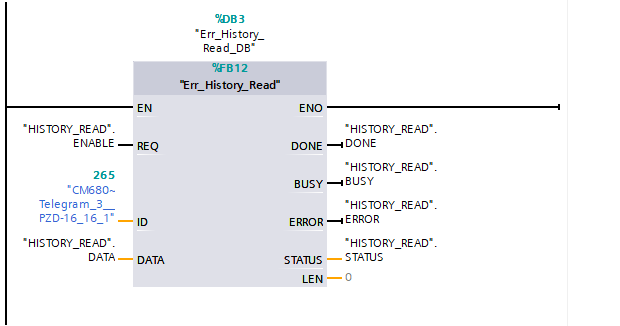 %DB3
"Err_History_
Read_DB"
%FB12
"Err_History_Read"
EN
ENO
"HISTORY_READ".
ENABLE
REQ
DONE
"HISTORY_READ".
DONE
BUSY
"HISTORY_READ".
BUSY
265
"CM680~
Telegram_3__
PZD-16_16_1"
ID
ERROR
"HISTORY_READ".
ERROR
"HISTORY_READ".
DATA
DATA
STATUS
"HISTORY_READ".
STATUS
LEN
0